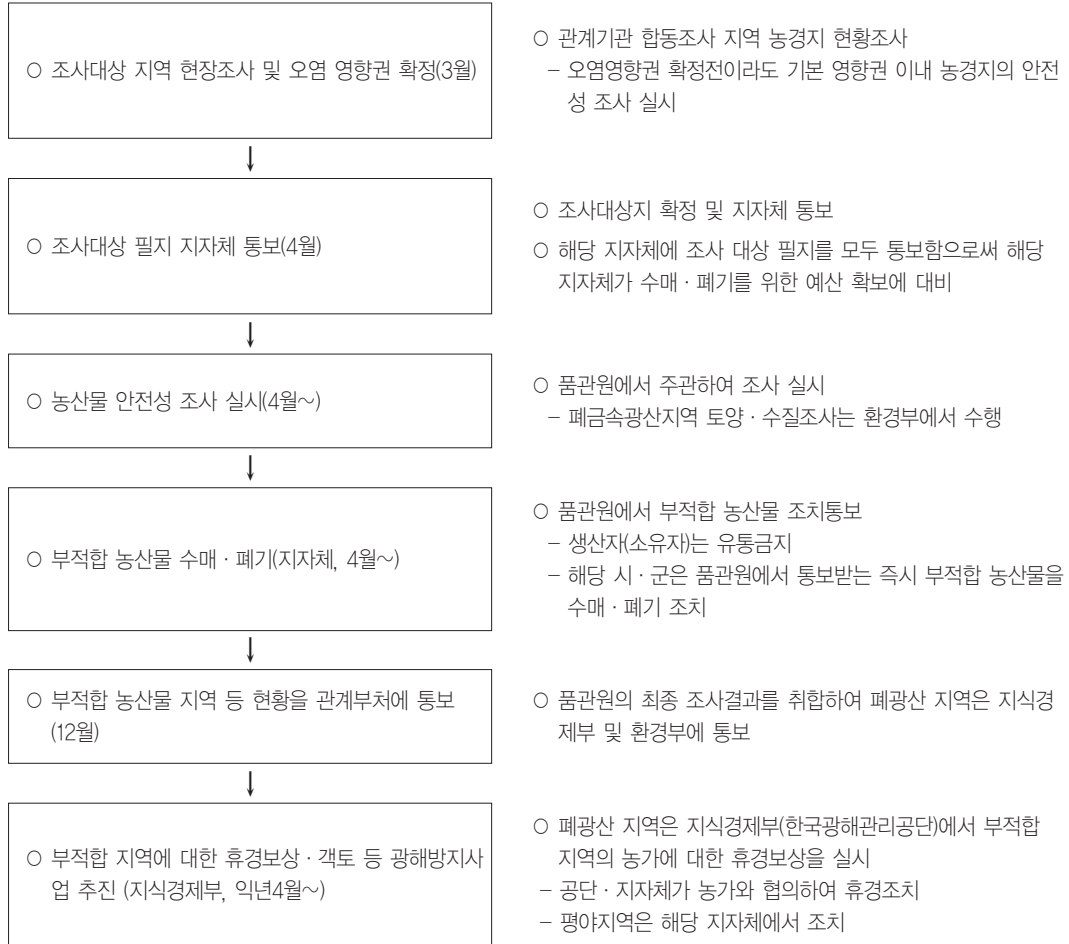 ○ 조사대상 지역 현장조사 및 오염 영향권 확정(3월)
○ 관계기관 합동조사 지역 농경지 현황조사
－ 오염영향권 확정전이라도 기본 영향권 이내 농경지의 안전
성 조사 실시
↓
○ 조사대상 필지 지자체 통보(4월)
○ 조사대상지 확정 및 지자체 통보
○ 해당 지자체에 조사 대상 필지를 모두 통보함으로써 해당
지자체가 수매·폐기를 위한 예산 확보에 대비
↓
○ 농산물 안전성 조사 실시(4월～)
○ 품관원에서 주관하여 조사 실시
－ 폐금속광산지역 토양·수질조사는 환경부에서 수행
↓
○ 부적합 농산물 수매·폐기(지자체, 4월～)
○ 품관원에서 부적합 농산물 조치통보
－ 생산자(소유자)는 유통금지
－ 해당 시·군은 품관원에서 통보받는 즉시 부적합 농산물을
수매·폐기 조치
↓
○ 부적합 농산물 지역 등 현황을 관계부처에 통보
(12월)
○ 품관원의 최종 조사결과를 취합하여 폐광산 지역은 지식경
제부 및 환경부에 통보
↓
○ 부적합 지역에 대한 휴경보상·객토 등 광해방지사
업 추진 (지식경제부, 익년4월～)
○ 폐광산 지역은 지식경제부(한국광해관리공단)에서 부적합
지역의 농가에 대한 휴경보상을 실시
－ 공단·지자체가 농가와 협의하여 휴경조치
－ 평야지역은 해당 지자체에서 조치